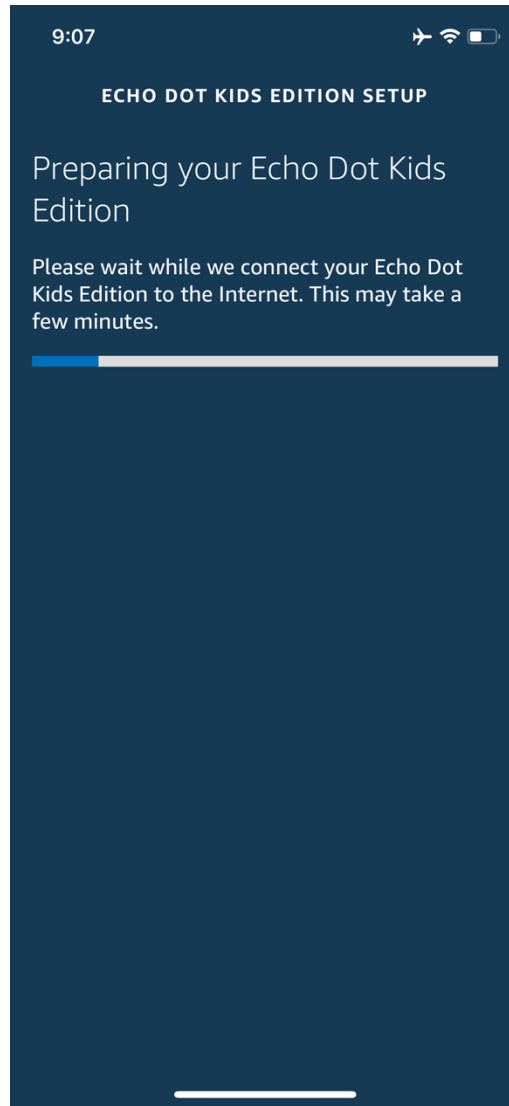 9:07
ECHO DOT KIDS EDITION SETUP
Preparing your Echo Dot Kids
Edition
Please wait while we connect your Echo Dot
Kids Edition to the Internet. This may take a
few minutes.